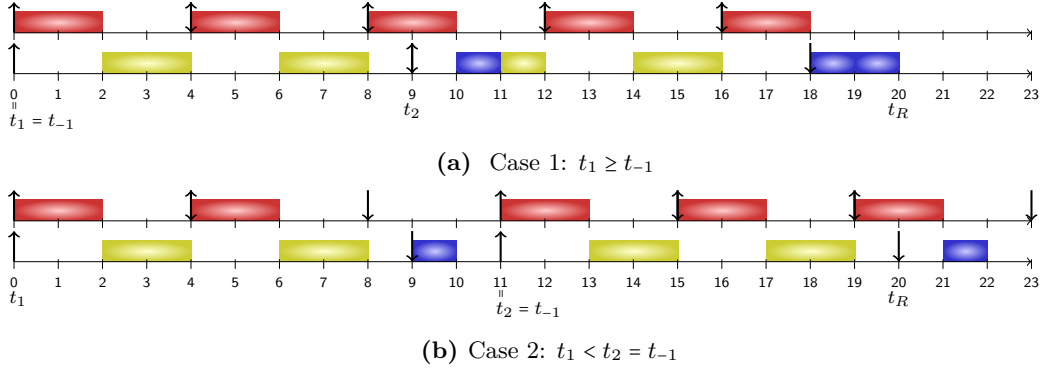 0 1 2 3 4 5 6 7 8 9 10 11 12 13 14 15 16 17 18 19 20 21 22 23
t₁ = t₋₁ t₂ t_R
(a) Case 1: t₁ ≥ t₋₁
0 1 2 3 4 5 6 7 8 9 10 11 12 13 14 15 16 17 18 19 20 21 22 23
t₁ t₂ = t₋₁ t_R
(b) Case 2: t₁ < t₂ = t₋₁